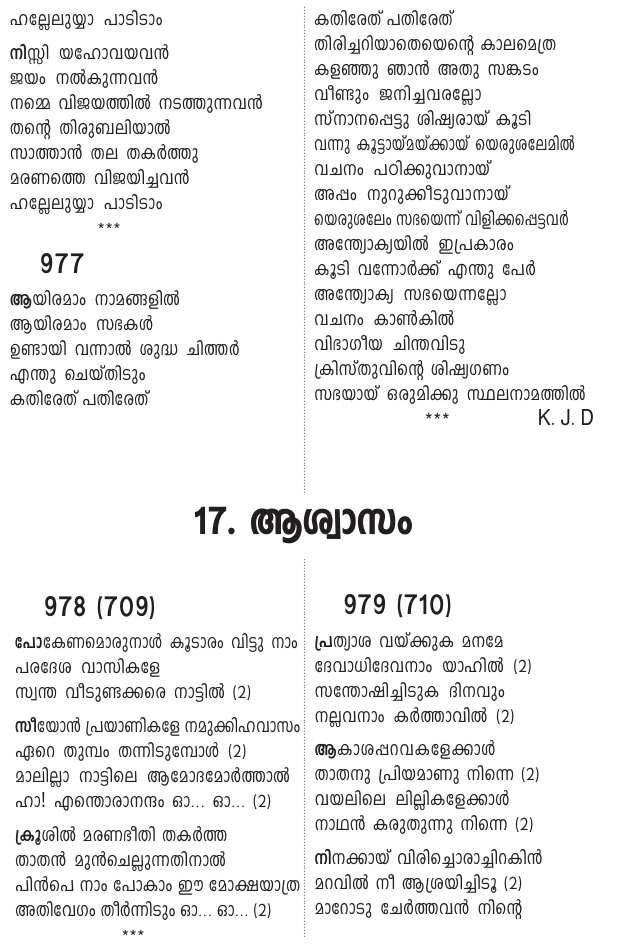 ഹല്ലേലുയ്യാ പാടിടാം
നിസ്സി യഹോവയവൻ
ജയം നൽകുന്നവൻ
നമ്മെ വിജയത്തിൽ നടത്തുന്നവൻ
തന്റെ തിരുബലിയാൽ
സാത്താൻ തല തകർത്തു
മരണത്തെ വിജയിച്ചവൻ
ഹല്ലേലുയ്യാ പാടിടാം
***
977
ആയിരമാം നാമങ്ങളിൽ
ആയിരമാം സഭകൾ
ഉണ്ടായി വന്നാൽ ശുദ്ധ ചിത്തർ
എന്തു ചെയ്തിടും
കതിരേത് പതിരേത്
കതിരേത് പതിരേത്
തിരിച്ചറിയാതെയെന്റെ കാലമെത്ര
കളഞ്ഞു ഞാൻ അതു സങ്കടം
വീണ്ടും ജനിച്ചവരല്ലോ
സ്നാനപ്പെട്ടു ശിഷ്യരായ് കൂടി
വന്നു കൂട്ടായ്മയ്ക്കായ് യെരുശലേമിൽ
വചനം പഠിക്കുവാനായ്
അപ്പം നുറുക്കീടുവാനായ്
യെരുശലേം സഭയെന്ന് വിളിക്കപ്പെട്ടവർ
അന്ത്യോക്യയിൽ ഇപ്രകാരം
കൂടി വന്നോർക്ക് എന്തു പേർ
അന്ത്യോക്യ സഭയെന്നല്ലോ
വചനം കാൺകിൽ
വിഭാഗീയ ചിന്തവിടു
ക്രിസ്തുവിന്റെ ശിഷ്യഗണം
സഭയായ് ഒരുമിക്കു സ്ഥലനാമത്തിൽ
*** K. J. D
17. ആശ്വാസം
978 (709)
പോകേണമൊരുനാൾ കൂടാരം വിട്ടു നാം
പരദേശ വാസികളേ
സ്വന്ത വീടുണ്ടക്കരെ നാട്ടിൽ (2)
സീയോൻ പ്രയാണികളേ നമുക്കിഹവാസം
ഏറെ തുമ്പം തന്നിടുമ്പോൾ (2)
മാലില്ലാ നാട്ടിലെ ആമോദമോർത്താൽ
ഹാ! എന്തൊരാനന്ദം ഓ... ഓ... (2)
ക്രൂശിൽ മരണഭീതി തകർത്ത
താതൻ മുൻചെല്ലുന്നതിനാൽ
പിൻപെ നാം പോകാം ഈ മോക്ഷയാത്ര
അതിവേഗം തീർന്നിടും ഓ... ഓ... (2)
***
979 (710)
പ്രത്യാശ വയ്ക്കുക മനമേ
ദേവാധിദേവനാം യാഹിൽ (2)
സന്തോഷിച്ചിടുക ദിനവും
നല്ലവനാം കർത്താവിൽ (2)
ആകാശപ്പറവകളേക്കാൾ
താതനു പ്രിയമാണു നിന്നെ (2)
വയലിലെ ലില്ലികളേക്കാൾ
നാഥൻ കരുതുന്നു നിന്നെ (2)
നിനക്കായ് വിരിച്ചൊരാച്ചിറകിൻ
മറവിൽ നീ ആശ്രയിച്ചിടൂ (2)
മാറോടു ചേർത്തവൻ നിന്റെ